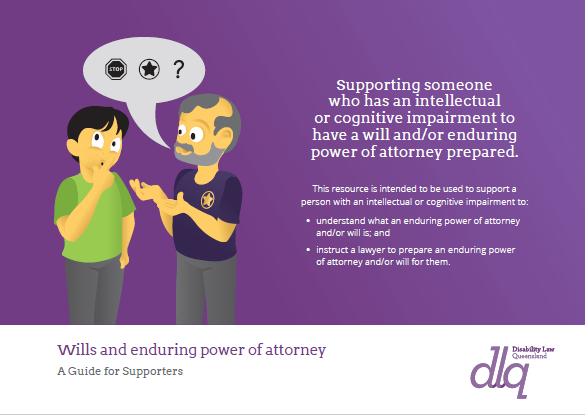 STOP ?
Supporting someone
who has an intellectual
or cognitive impairment to
have a will and/or enduring
power of attorney prepared.
This resource is intended to be used to support a
person with an intellectual or cognitive impairment to:
• understand what an enduring power of attorney
and/or will is; and
• instruct a lawyer to prepare an enduring power
of attorney and/or will for them.
Wills and enduring power of attorney
A Guide for Supporters
dlq
Disability Law
Queensland